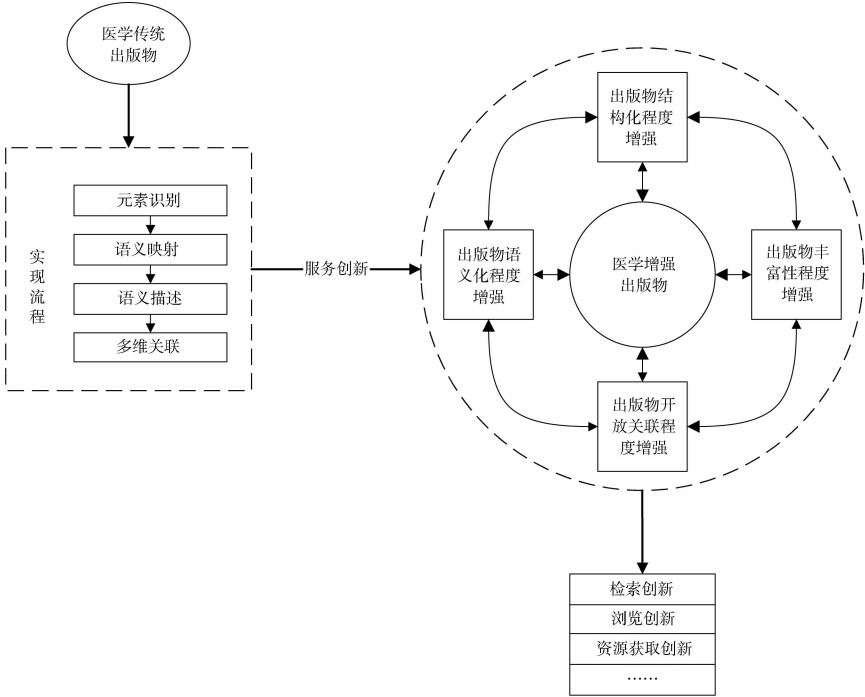 医学传统
出版物
实
现
流
程
元素识别
语义映射
语义描述
多维关联
服务创新
出版物结
构化程度
增强
出版物语
义化程度
增强
医学增强
出版物
出版物丰
富性程度
增强
出版物开
放关联程
度增强
检索创新
浏览创新
资源获取创新
……